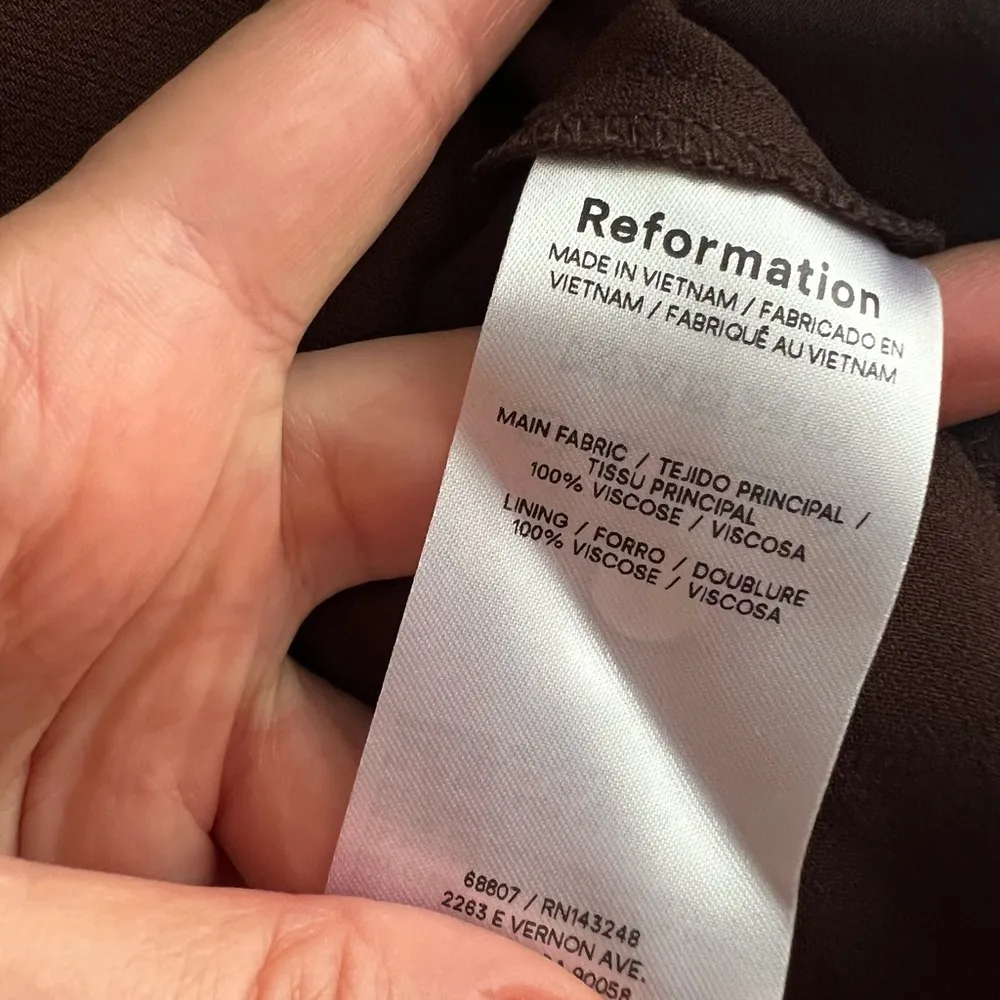 Reformation
MADE IN VIETNAM / FABRICADO EN
VIETNAM / FABRIQUÉ AU VIETNAM
MAIN FABRIC / TEJIDO PRINCIPAL /
TISSU PRINCIPAL
100% VISCOSE / VISCOSA
LINING / FORRO / DOUBLURE
100% VISCOSE / VISCOSA
68807 / RN143248
2263 E VERNON AVE.
90058